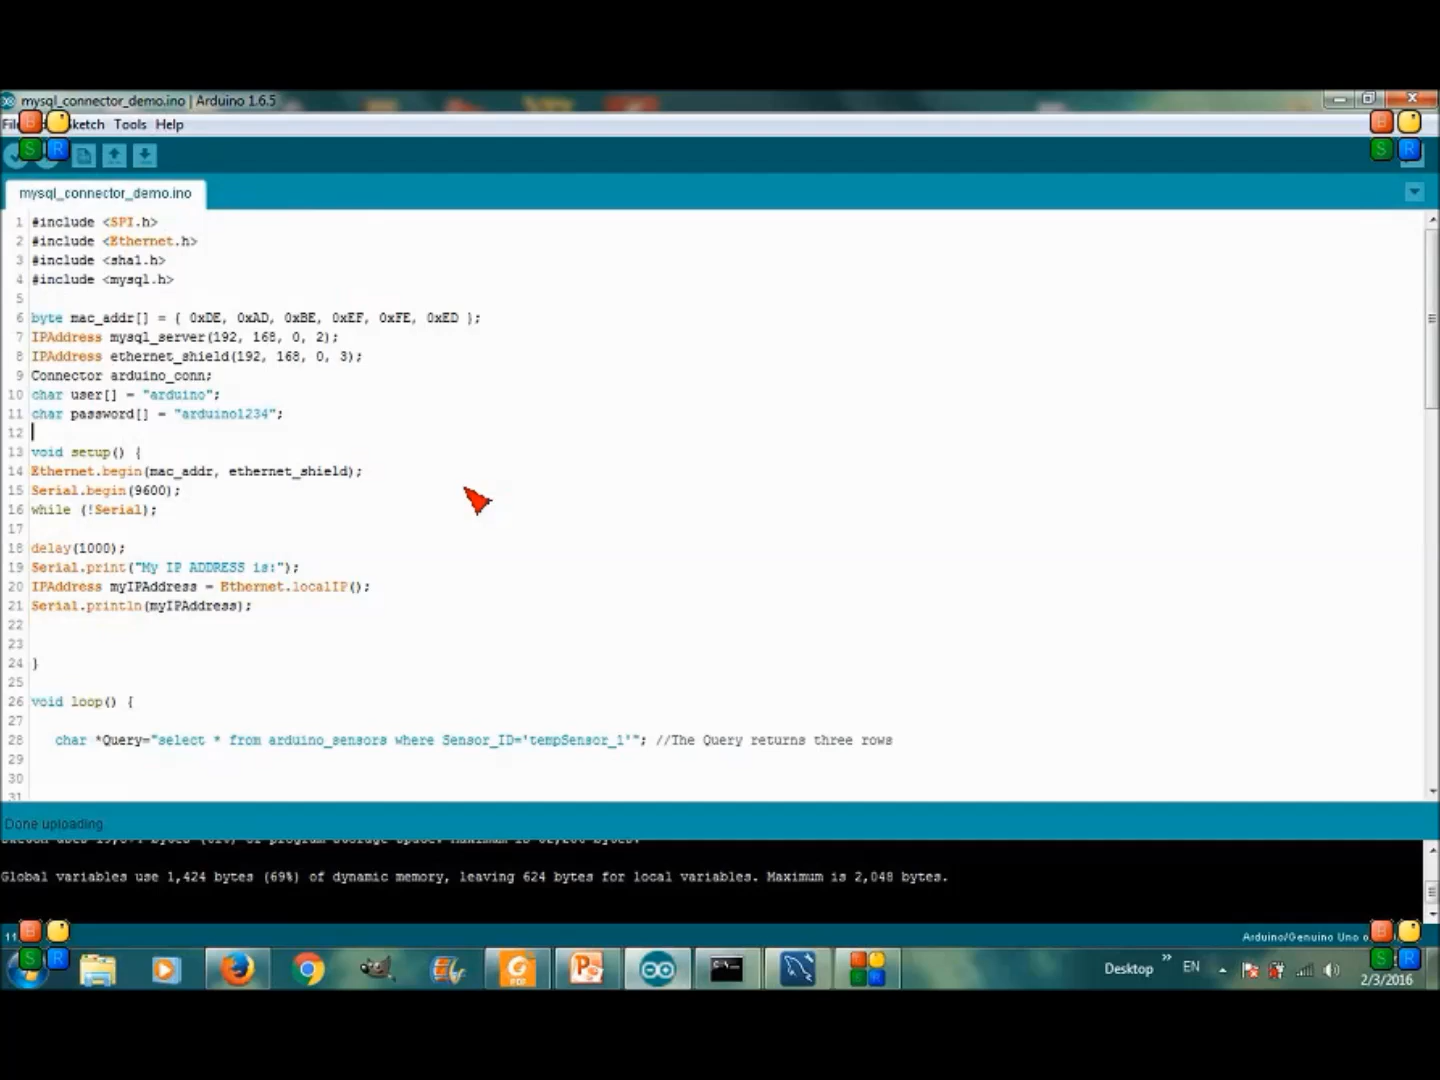 mysql_connector_demo.ino | Arduino 1.6.5
Sketch Tools Help
mysql_connector_demo.ino
1 #include <SPI.h>
2 #include <Ethernet.h>
3 #include <sha1.h>
4 #include <mysql.h>
5
6 byte mac_addr[] = { 0xDE, 0xAD, 0xBE, 0xEF, 0xFE, 0xED };
7 IPAddress mysql_server(192, 168, 0, 2);
8 IPAddress ethernet_shield(192, 168, 0, 3);
9 Connector arduino_conn;
10 char user[] = "arduino";
11 char password[] = "arduino1234";
12
13 void setup() {
14 Ethernet.begin(mac_addr, ethernet_shield);
15 Serial.begin(9600);
16 while (!Serial);
17
18 delay(1000);
19 Serial.print("My IP ADDRESS is:");
20 IPAddress myIPAddress = Ethernet.localIP();
21 Serial.println(myIPAddress);
22
23
24 }
25
26 void loop() {
27
28 char *Query="select * from arduino_sensors where Sensor_ID='tempSensor_1'"; //The Query returns three rows
29
30
31
Done uploading.
Global variables use 1,424 bytes (69%) of dynamic memory, leaving 624 bytes for local variables. Maximum is 2,048 bytes.
11
Arduino/Genuino Uno
Desktop » EN
2/3/2016